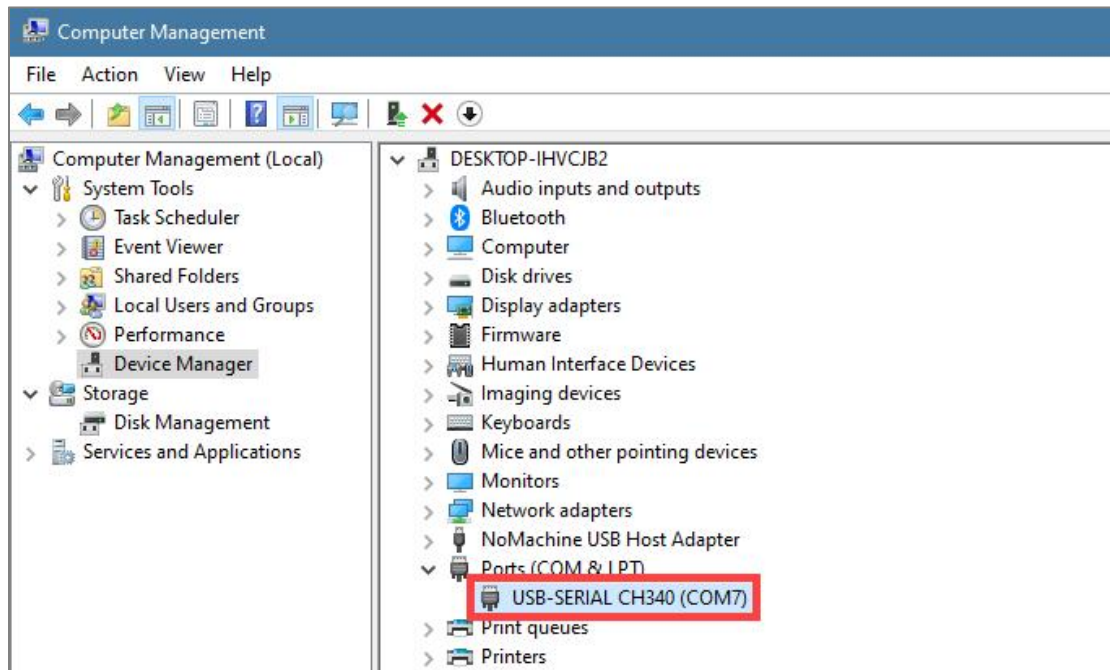 Computer Management
File Action View Help
Computer Management (Local)
System Tools
Task Scheduler
Event Viewer
Shared Folders
Local Users and Groups
Performance
Device Manager
Storage
Disk Management
Services and Applications
DESKTOP-IHVCJB2
Audio inputs and outputs
Bluetooth
Computer
Disk drives
Display adapters
Firmware
Human Interface Devices
Imaging devices
Keyboards
Mice and other pointing devices
Monitors
Network adapters
NoMachine USB Host Adapter
Ports (COM & LPT)
USB-SERIAL CH340 (COM7)
Print queues
Printers